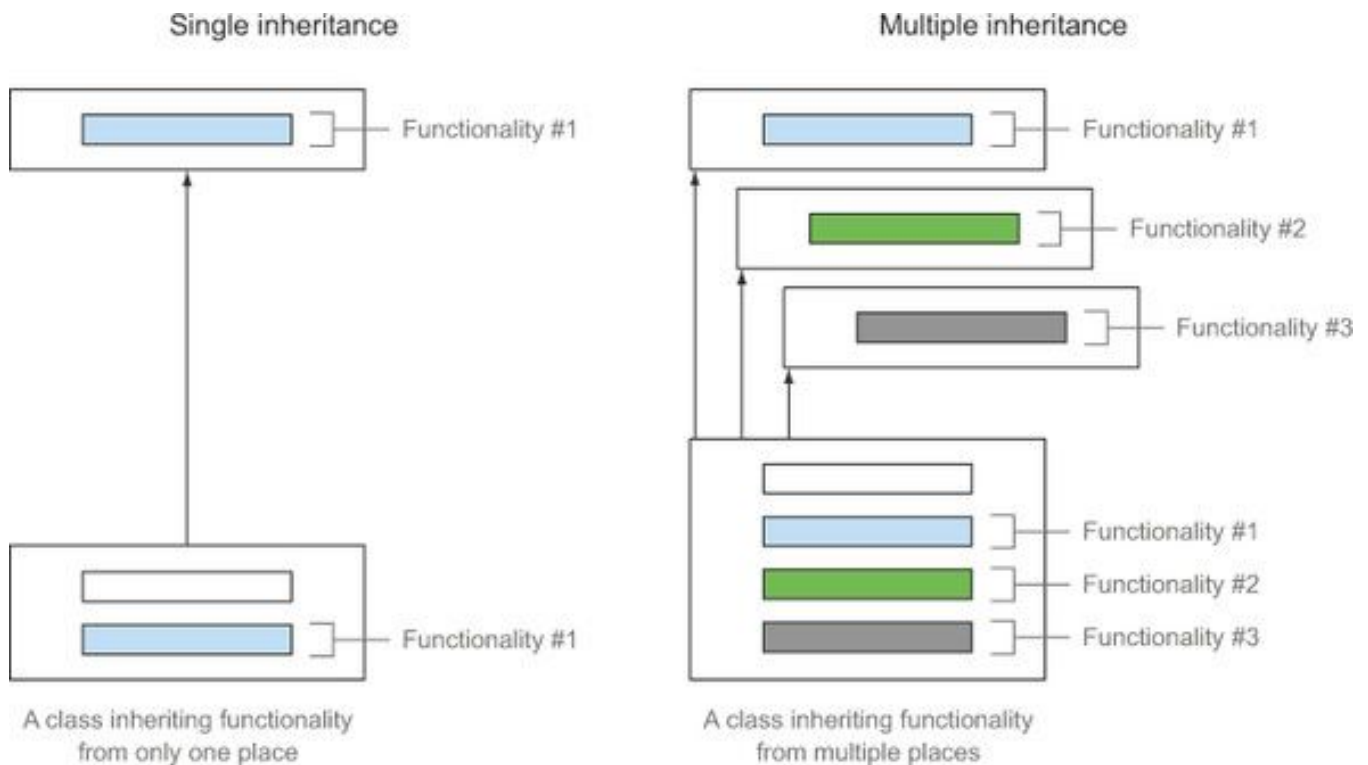 Single inheritance
Functionality #1
Functionality #1
A class inheriting functionality
from only one place
Multiple inheritance
Functionality #1
Functionality #2
Functionality #3
Functionality #1
Functionality #2
Functionality #3
A class inheriting functionality
from multiple places